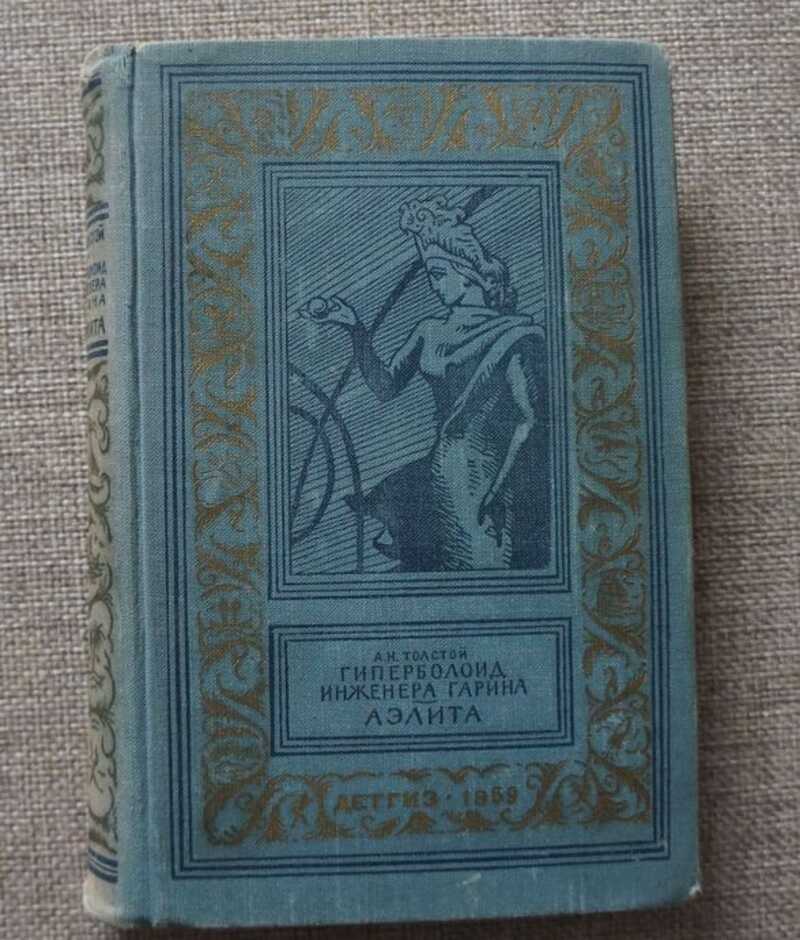 А.Н. ТОЛСТОЙ
ГИПЕРБОЛОИД
ИНЖЕНЕРА ГАРИНА
АЭЛИТА
ДЕТГИЗ · 1959